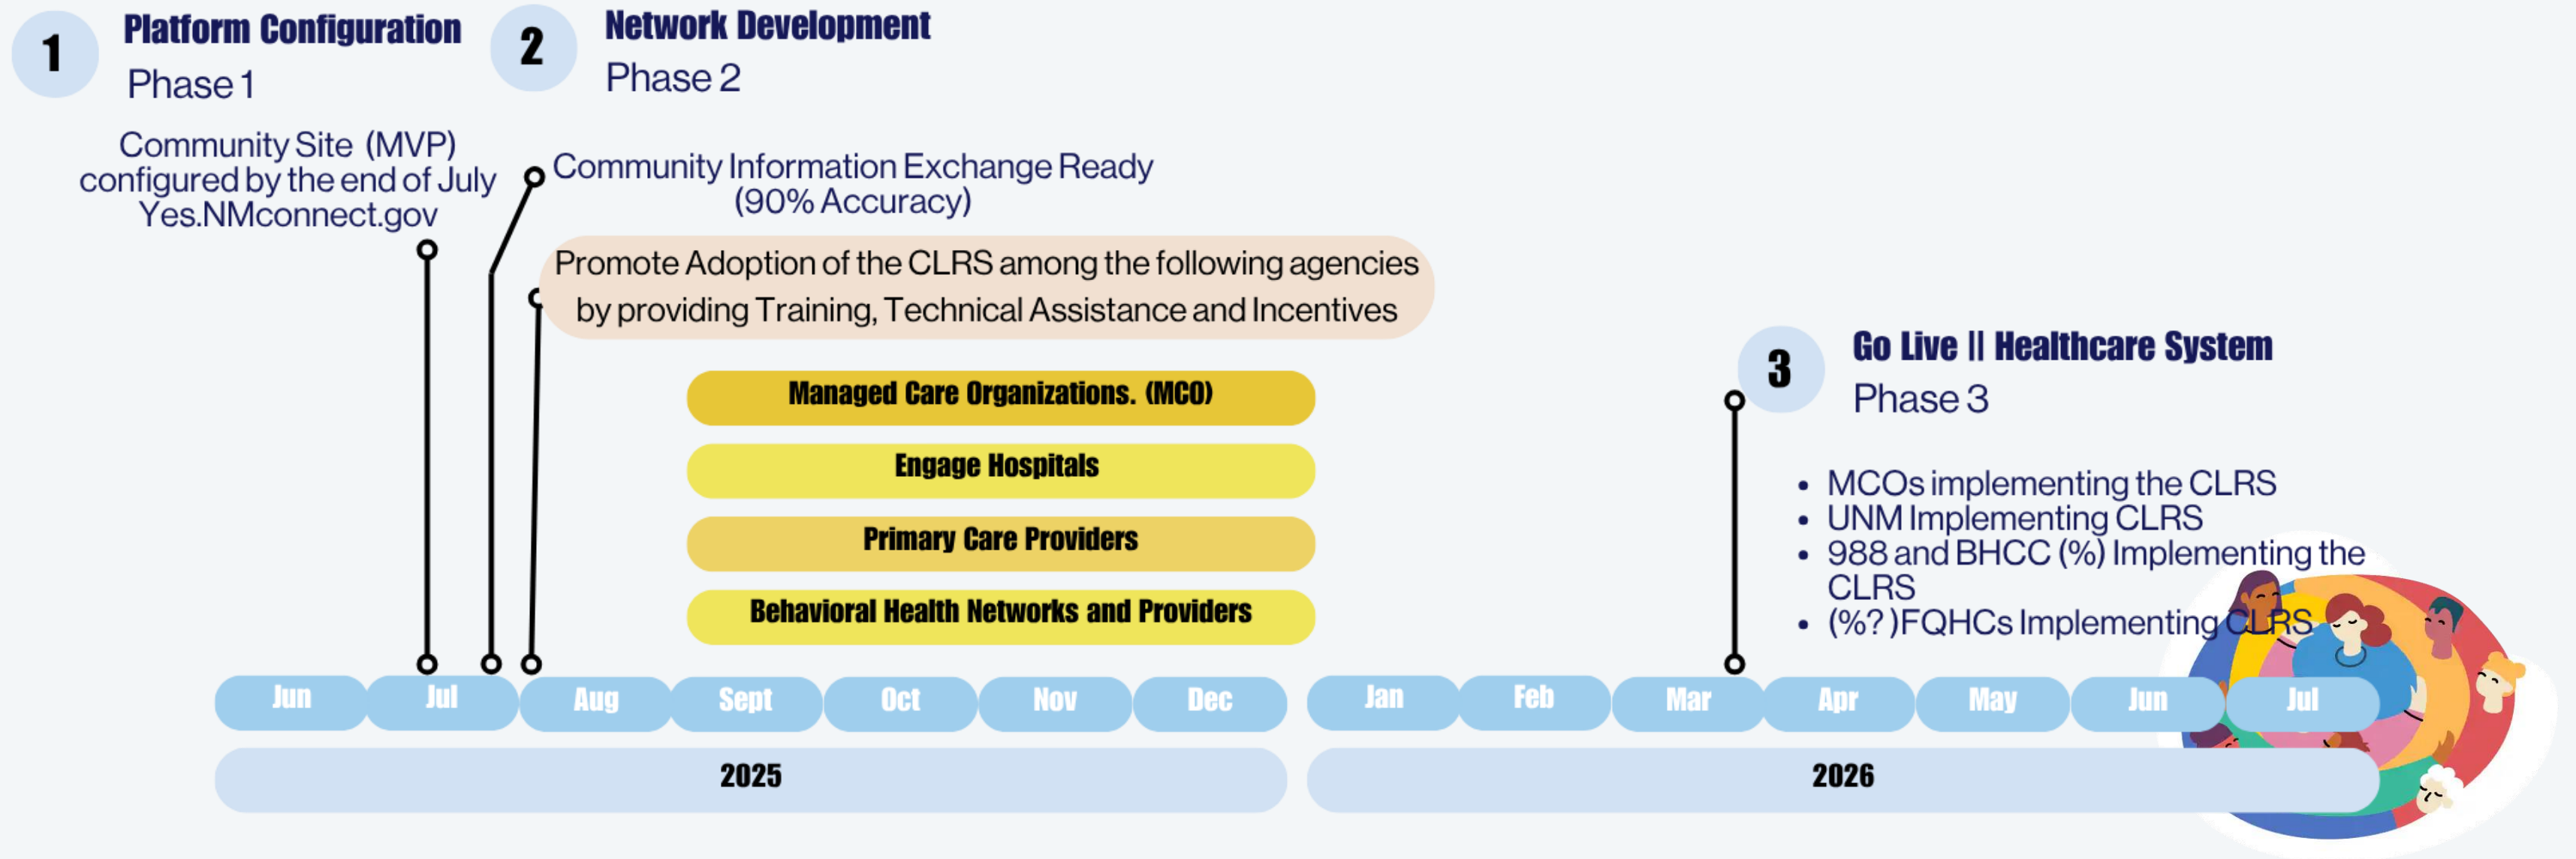 1
Platform Configuration
Phase 1
Community Site (MVP)
configured by the end of July
Yes.NMconnect.gov
2
Network Development
Phase 2
Community Information Exchange Ready
(90% Accuracy)
Promote Adoption of the CLRS among the following agencies
by providing Training, Technical Assistance and Incentives
Managed Care Organizations. (MCO)
Engage Hospitals
Primary Care Providers
Behavioral Health Networks and Providers
3
Go Live || Healthcare System
Phase 3
• MCOs implementing the CLRS
• UNM Implementing CLRS
• 988 and BHCC (%) Implementing the
CLRS
• (%? )FQHCs Implementing CLRS
Jun Jul Aug Sept Oct Nov Dec Jan Feb Mar Apr May Jun Jul
2025 2026